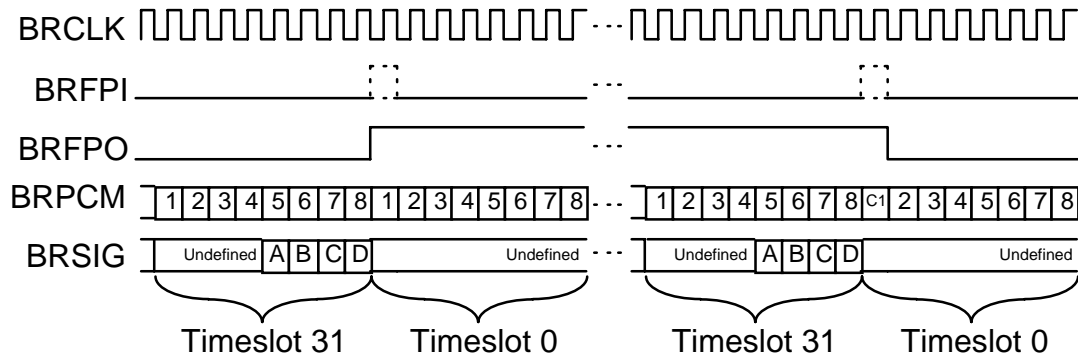 BRCLK
BRFPI
BRFPO
BRPCM 1 2 3 4 5 6 7 8 1 2 3 4 5 6 7 8 1 2 3 4 5 6 7 8 C1 2 3 4 5 6 7 8
BRSIG Undefined A B C D Undefined Undefined A B C D Undefined
Timeslot 31 Timeslot 0 Timeslot 31 Timeslot 0